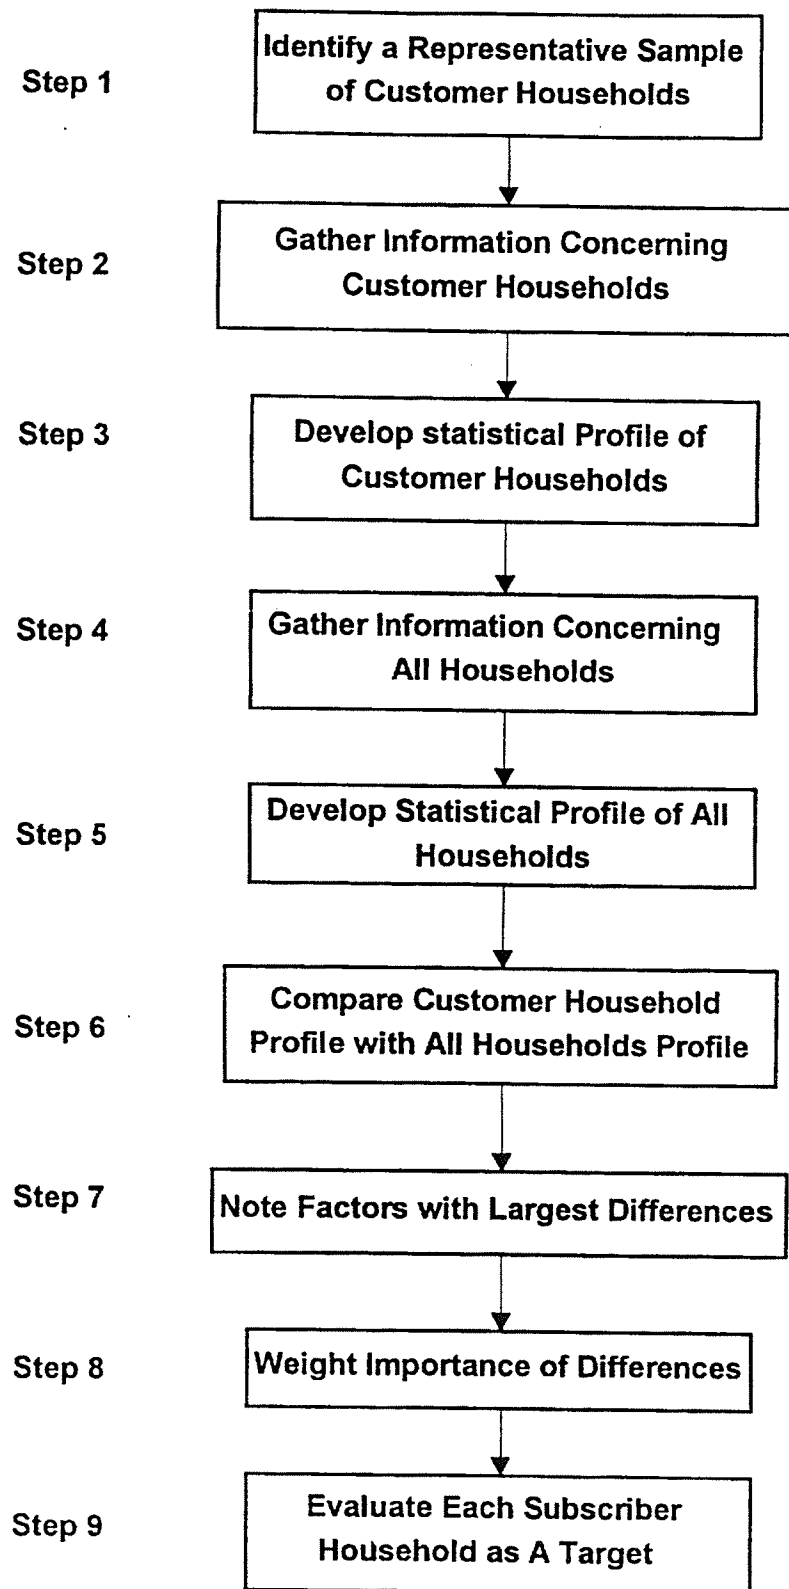 Step 1
Identify a Representative Sample
of Customer Households
Step 2
Gather Information Concerning
Customer Households
Step 3
Develop statistical Profile of
Customer Households
Step 4
Gather Information Concerning
All Households
Step 5
Develop Statistical Profile of All
Households
Step 6
Compare Customer Household
Profile with All Households Profile
Step 7
Note Factors with Largest Differences
Step 8
Weight Importance of Differences
Step 9
Evaluate Each Subscriber
Household as A Target